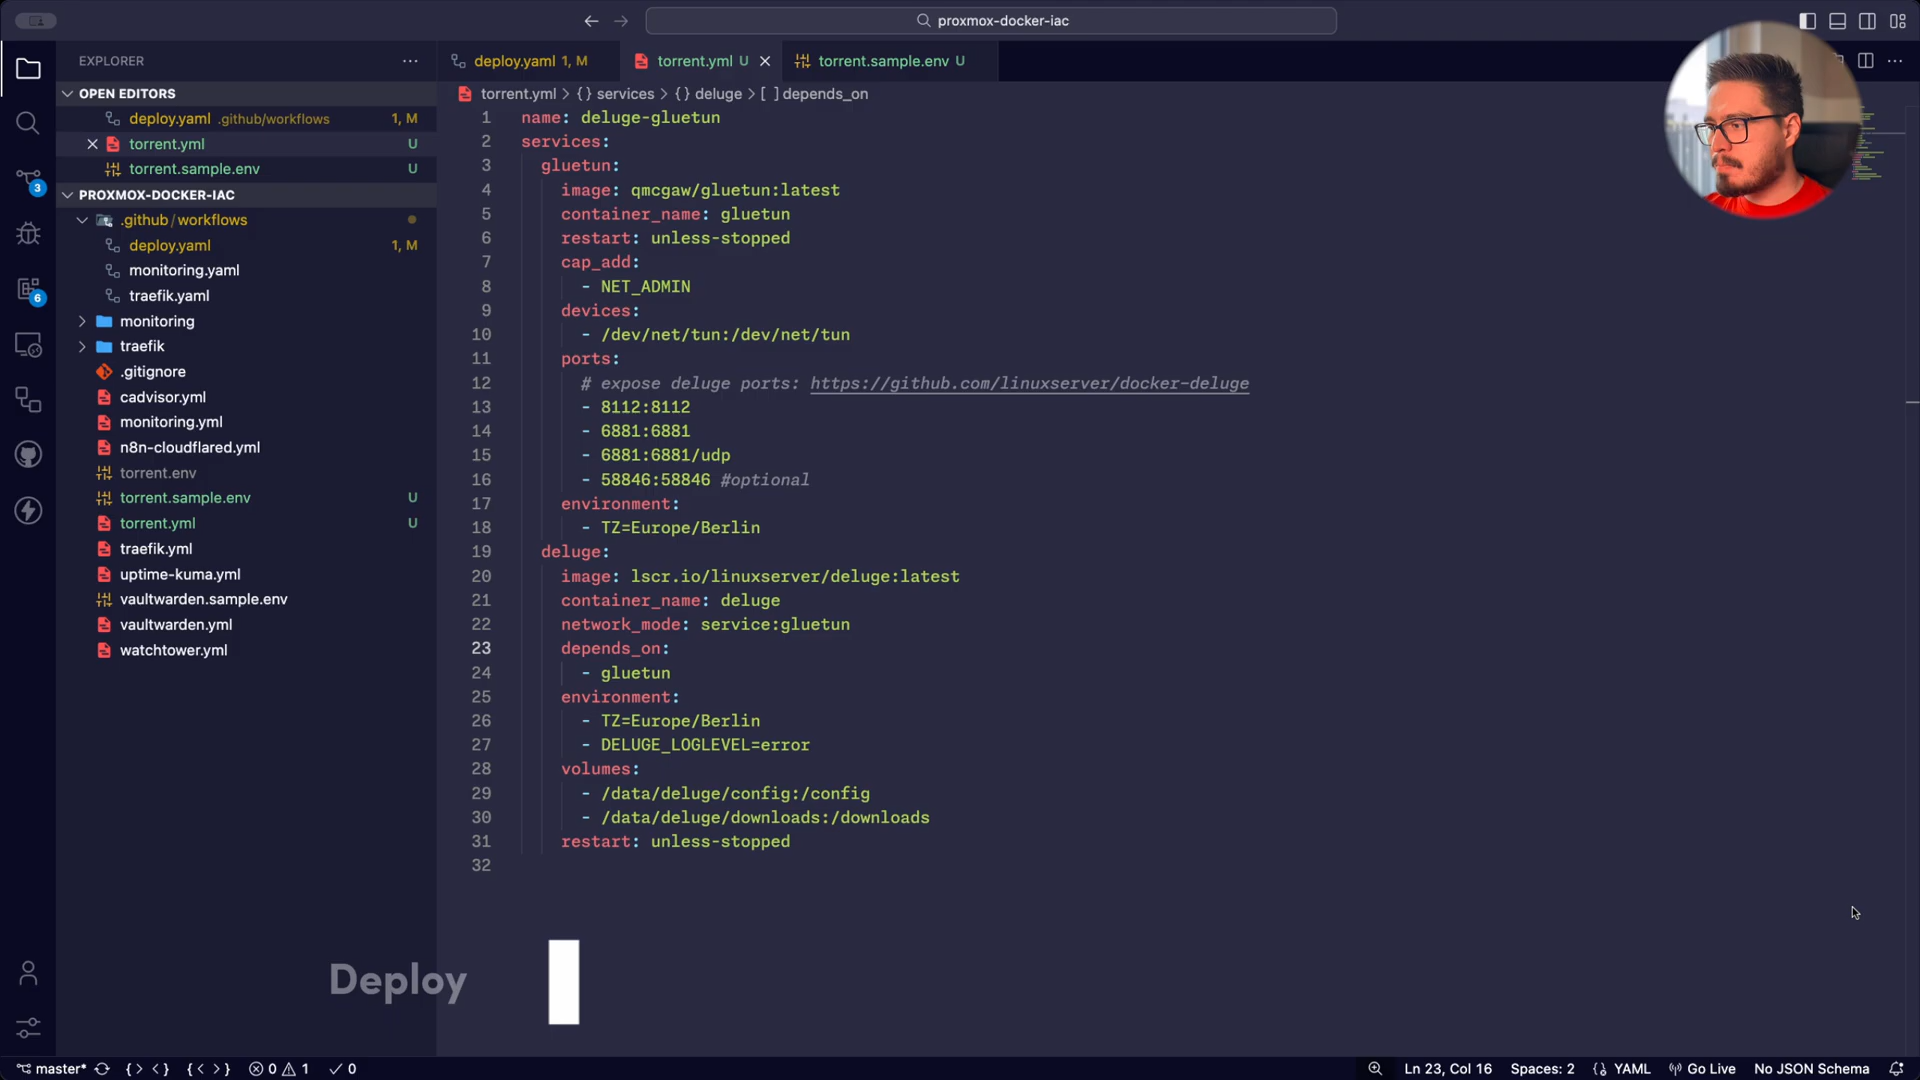 proxmox-docker-iac
EXPLORER
OPEN EDITORS
deploy.yaml .github/workflows 1, M
torrent.yml U
torrent.sample.env U
PROXMOX-DOCKER-IAC
.github/workflows
deploy.yaml 1, M
monitoring.yaml
traefik.yaml
monitoring
traefik
.gitignore
cadvisor.yml
monitoring.yml
n8n-cloudflared.yml
torrent.env
torrent.sample.env U
torrent.yml U
traefik.yml
uptime-kuma.yml
vaultwarden.sample.env
vaultwarden.yml
watchtower.yml
3
6
deploy.yaml 1, M
torrent.yml U
torrent.sample.env U
torrent.yml > {} services > {} deluge > [ ] depends_on
1 name: deluge-gluetun
2 services:
3 gluetun:
4 image: qmcgaw/gluetun:latest
5 container_name: gluetun
6 restart: unless-stopped
7 cap_add:
8 - NET_ADMIN
9 devices:
10 - /dev/net/tun:/dev/net/tun
11 ports:
12 # expose deluge ports: https://github.com/linuxserver/docker-deluge
13 - 8112:8112
14 - 6881:6881
15 - 6881:6881/udp
16 - 58846:58846 #optional
17 environment:
18 - TZ=Europe/Berlin
19 deluge:
20 image: lscr.io/linuxserver/deluge:latest
21 container_name: deluge
22 network_mode: service:gluetun
23 depends_on:
24 - gluetun
25 environment:
26 - TZ=Europe/Berlin
27 - DELUGE_LOGLEVEL=error
28 volumes:
29 - /data/deluge/config:/config
30 - /data/deluge/downloads:/downloads
31 restart: unless-stopped
32
Deploy
master* 0 1 0
Ln 23, Col 16 Spaces: 2 YAML Go Live No JSON Schema